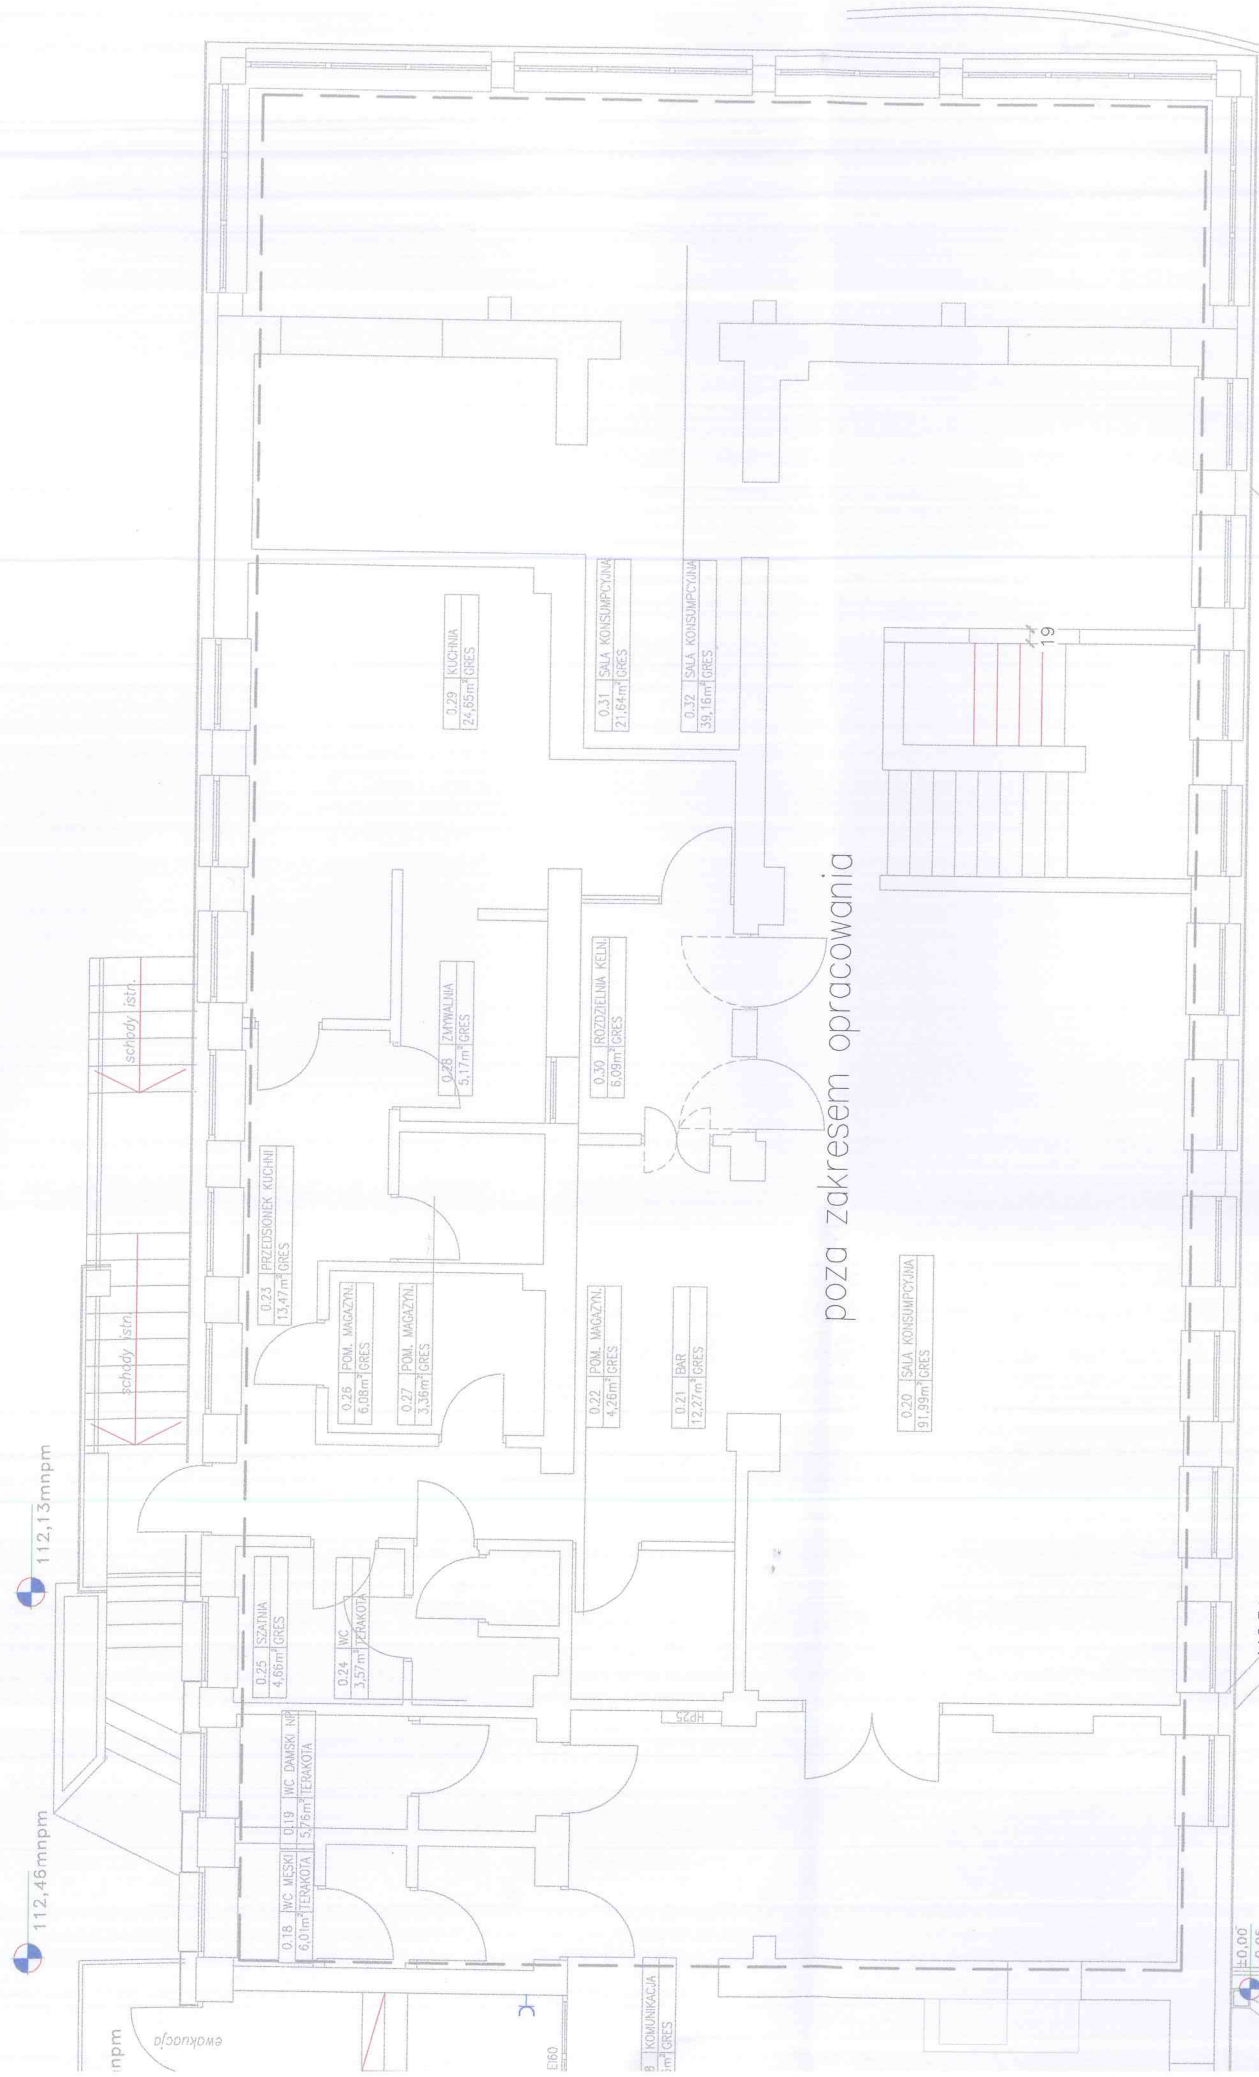 112,46mnpm
112,13mnpm
npm
ewakuacja
schody istn.
schody istn.
0.18 WC MĘSKI
6,01m² TERAKOTA
0.19 WC DAMSKI NP
5,76m² TERAKOTA
0.25 SZATNIA
4,66m² GRES
0.24 WC
3,57m² TERAKOTA
0.23 PRZEDSIONEK KUCHNI
13,47m² GRES
0.26 POM. MAGAZYN.
6,08m² GRES
0.27 POM. MAGAZYN.
3,36m² GRES
0.28 ZMYWALNIA
5,17m² GRES
0.29 KUCHNIA
24,65m² GRES
0.22 POM. MAGAZYN.
4,26m² GRES
0.30 ROZDZIELNIA KELN.
6,09m² GRES
0.31 SALA KONSUMPCYJNA
21,64m² GRES
0.21 BAR
12,27m² GRES
0.32 SALA KONSUMPCYJNA
39,16m² GRES
HP25
EI60
8 KOMUNIKACJA
m² GRES
poza zakresem opracowania
0.20 SALA KONSUMPCYJNA
91,99m² GRES
19
±0,00